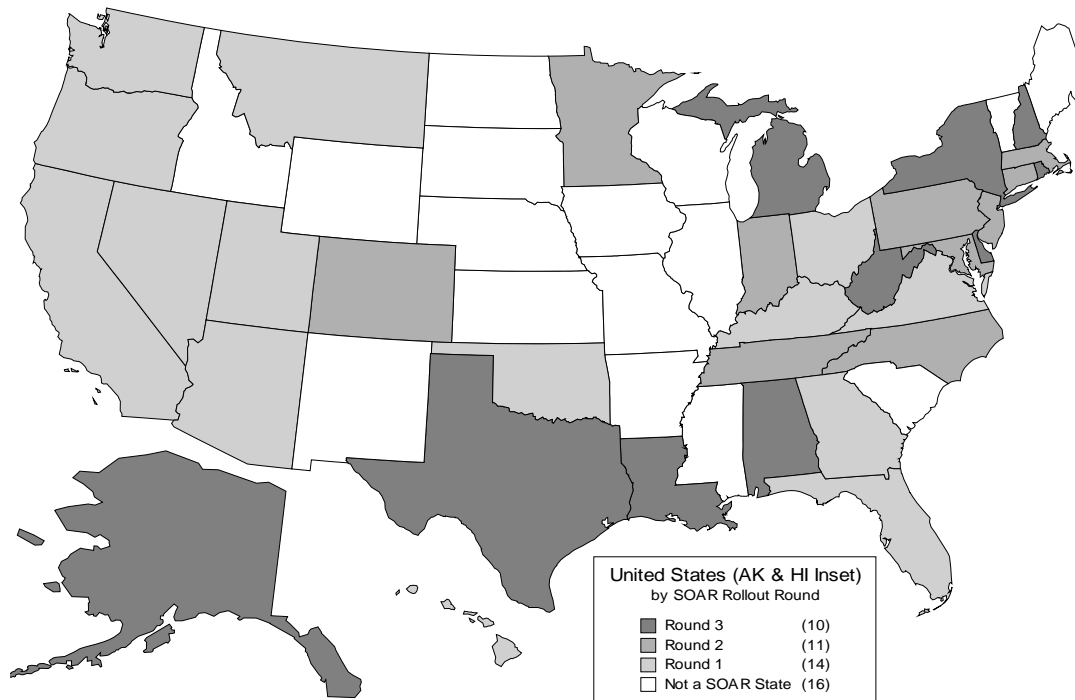 United States (AK & HI Inset)
by SOAR Rollout Round
Round 3 (10)
Round 2 (11)
Round 1 (14)
Not a SOAR State (16)